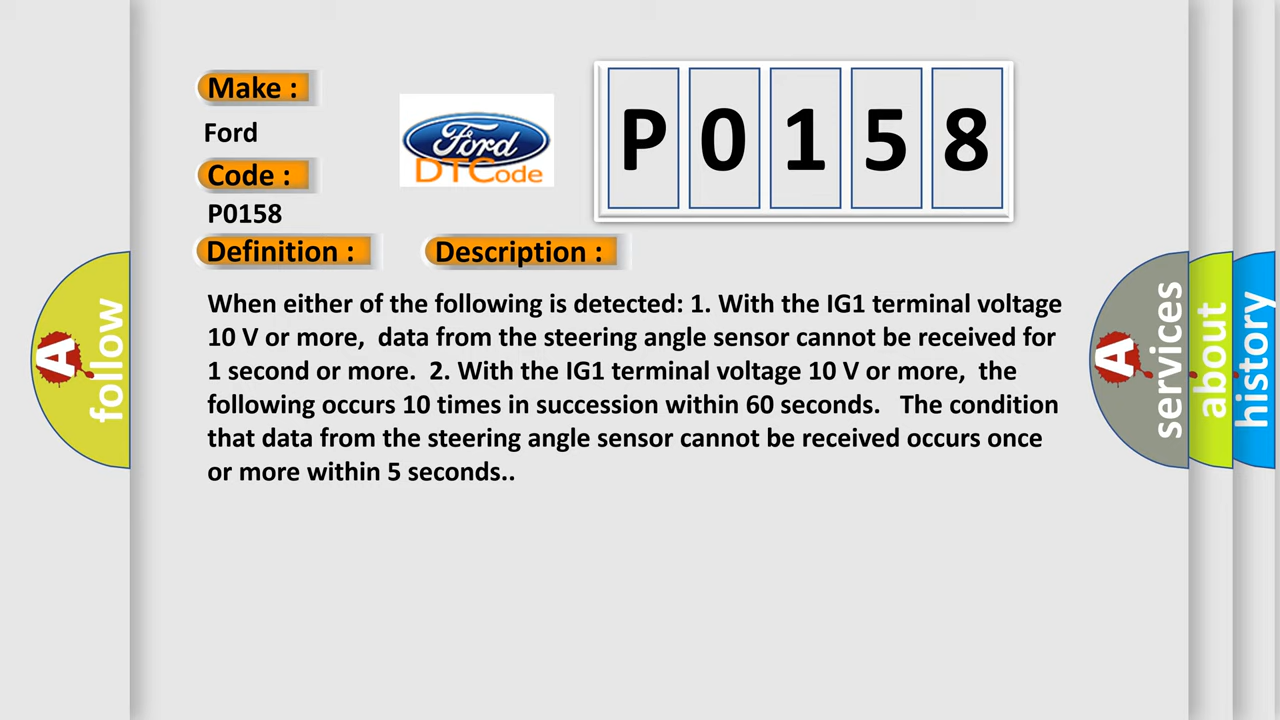 Make :
Ford
Ford
DTCode
P0158
Code :
P0158
Definition :
Description :
When either of the following is detected: 1. With the IG1 terminal voltage
10 V or more,  data from the steering angle sensor cannot be received for
1 second or more.  2. With the IG1 terminal voltage 10 V or more,  the
following occurs 10 times in succession within 60 seconds.   The condition
that data from the steering angle sensor cannot be received occurs once
or more within 5 seconds..
A follow
A services
about
history